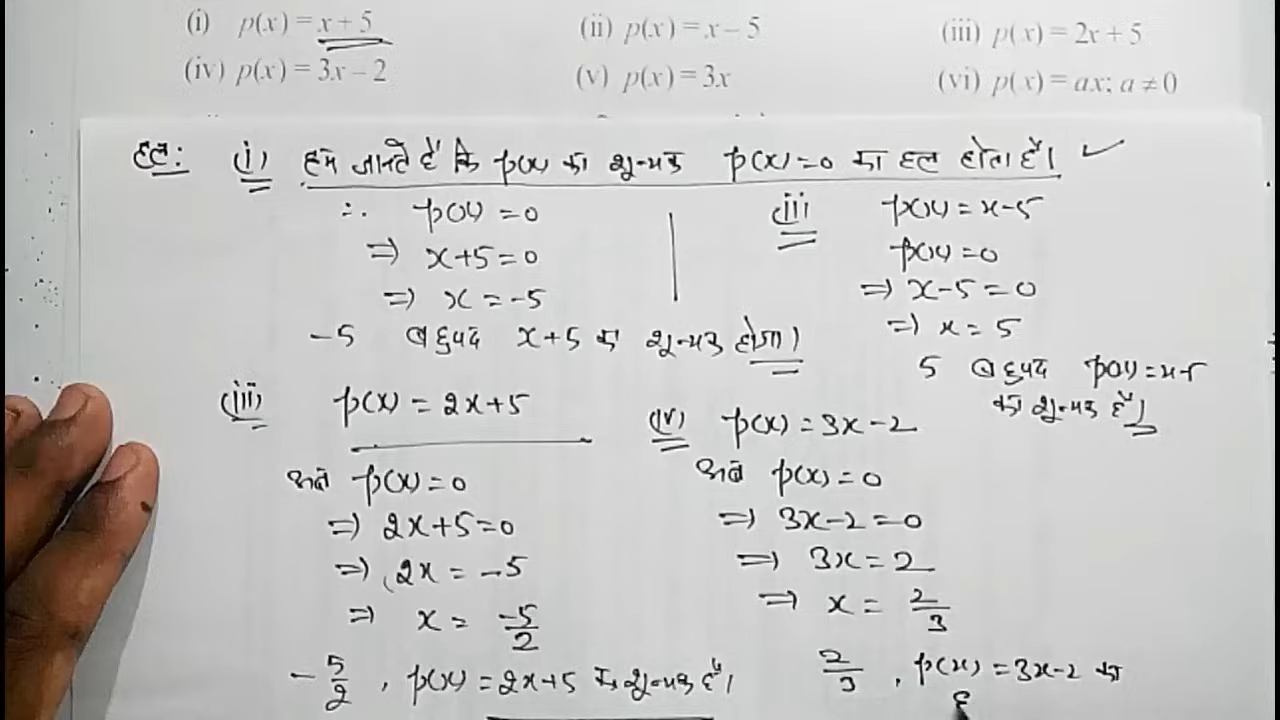 (i) p(x) = x + 5 (ii) p(x) = x – 5 (iii) p(x) = 2x + 5
(iv) p(x) = 3x – 2 (v) p(x) = 3x (vi) p(x) = ax; a ≠ 0
हल: (i) हम जानते हैं कि p(x) का शून्यक p(x) = 0 का हल होता है। ✓
∴ p(x) = 0
⇒ x+5 = 0
⇒ x = -5
-5 बहुपद x+5 का शून्यक होगा।
(ii) p(x) = x-5
p(x) = 0
⇒ x-5 = 0
⇒ x = 5
5 बहुपद p(x) = x-5
का शून्यक है।
(iii) p(x) = 2x+5
अब p(x) = 0
⇒ 2x+5 = 0
⇒ 2x = -5
⇒ x = -5/2
-5/2, p(x) = 2x+5 का शून्यक है।
(iv) p(x) = 3x-2
अब p(x) = 0
⇒ 3x-2 = 0
⇒ 3x = 2
⇒ x = 2/3
2/3, p(x) = 3x-2 का